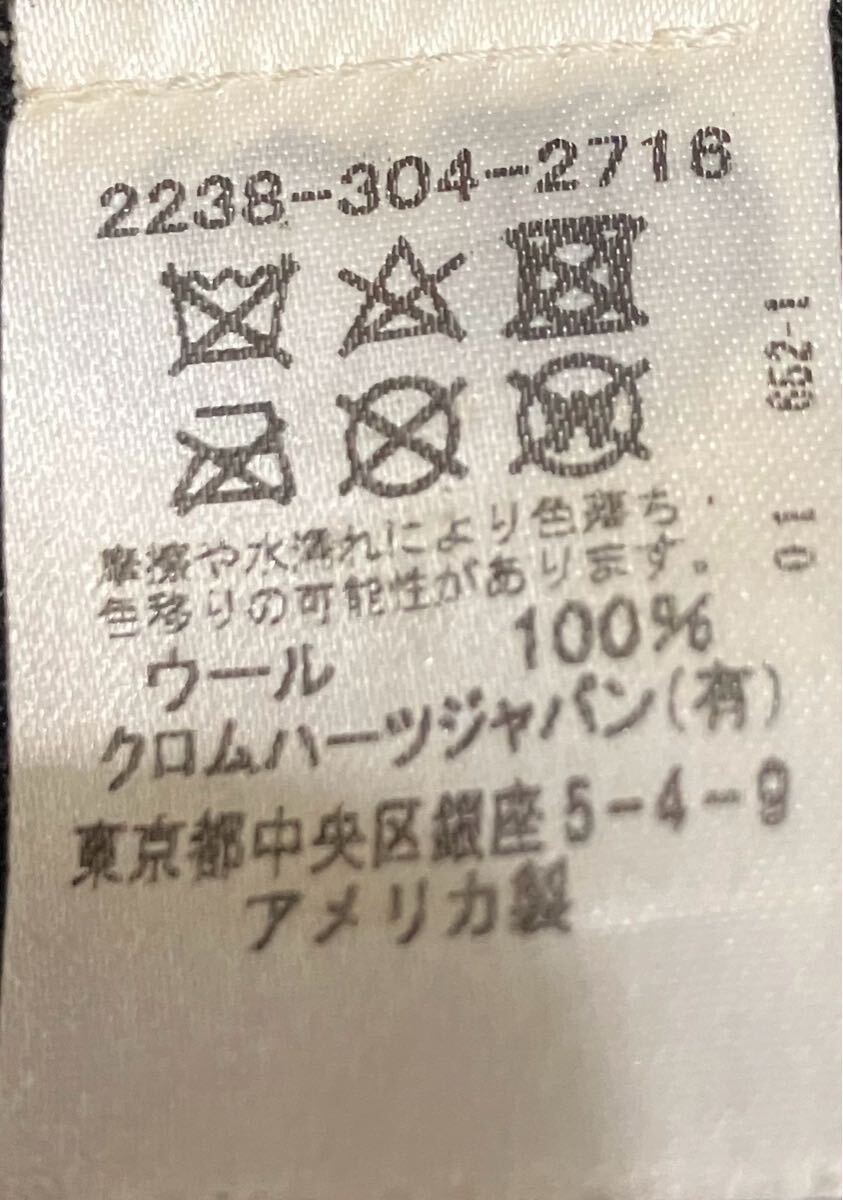 2238-304-2716
摩擦や水濡れにより色落ち
色移りの可能性があります。
ウール 100%
クロムハーツジャパン(有)
東京都中央区銀座5-4-9
アメリカ製
01 652-1